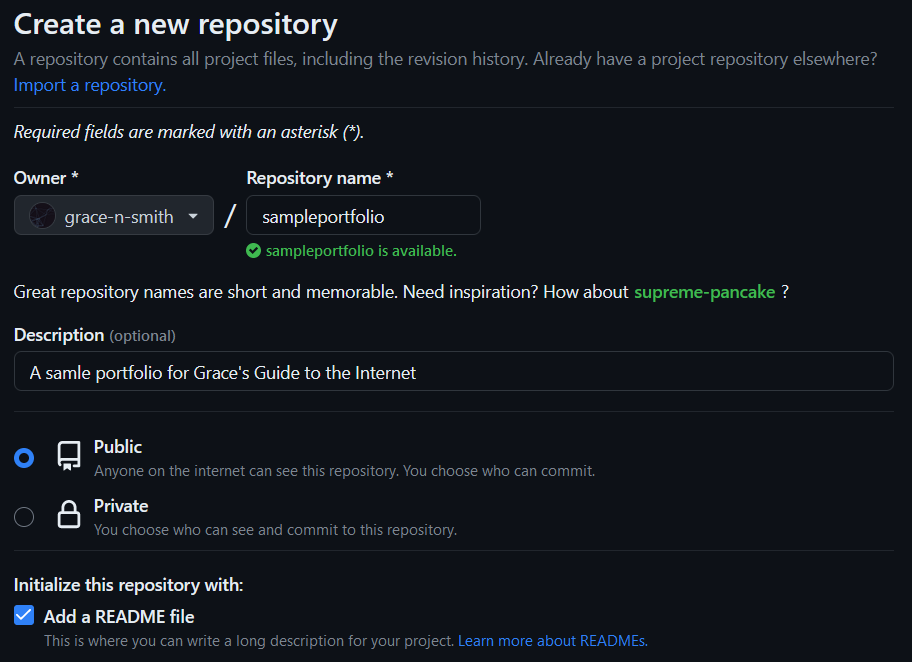 Create a new repository
A repository contains all project files, including the revision history. Already have a project repository elsewhere?
Import a repository.
Required fields are marked with an asterisk (*).
Owner * Repository name *
grace-n-smith / sampleportfolio
sampleportfolio is available.
Great repository names are short and memorable. Need inspiration? How about supreme-pancake ?
Description (optional)
A samle portfolio for Grace's Guide to the Internet
Public
Anyone on the internet can see this repository. You choose who can commit.
Private
You choose who can see and commit to this repository.
Initialize this repository with:
Add a README file
This is where you can write a long description for your project. Learn more about READMEs.